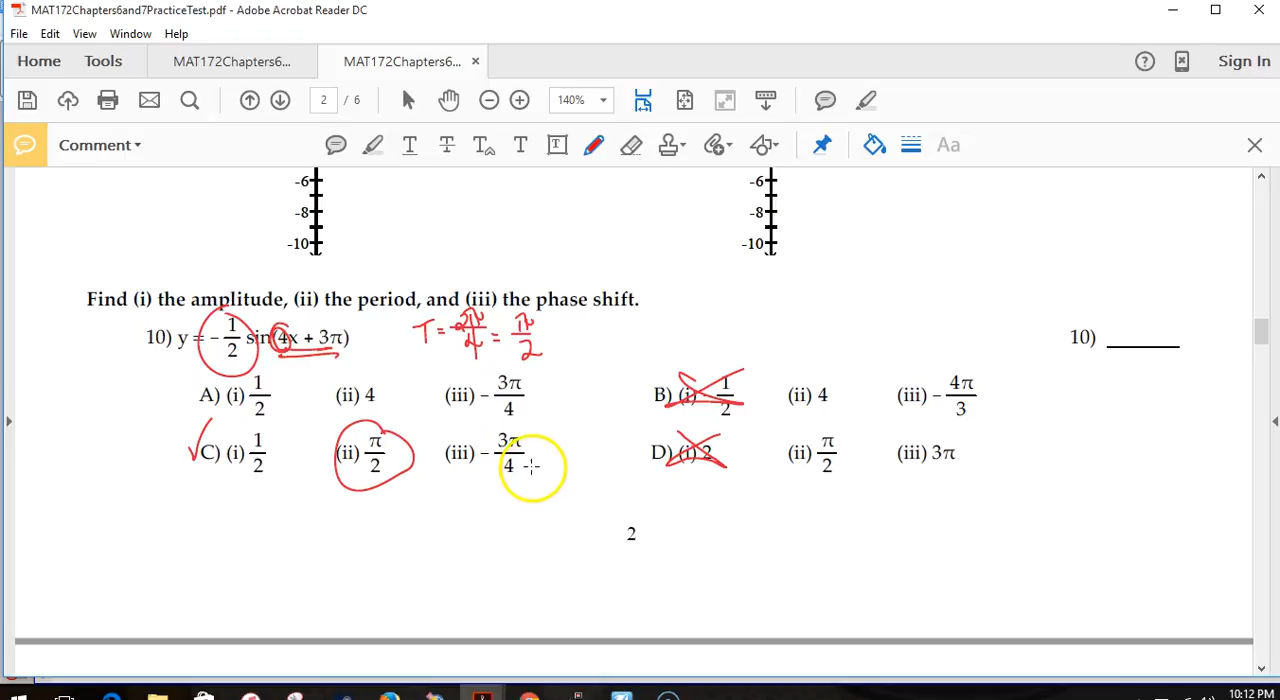 MAT172Chapters6and7PracticeTest.pdf - Adobe Acrobat Reader DC
File Edit View Window Help
Home Tools MAT172Chapters6... MAT172Chapters6... × Sign In
2 / 6 140%
Comment
-6 -6
-8 -8
-10 -10
Find (i) the amplitude, (ii) the period, and (iii) the phase shift.
10) y = - 1/2 sin(4x + 3π) T = 2π/4 = π/2 10) ________
A) (i) 1/2 (ii) 4 (iii) - 3π/4 B) (i) - 1/2 (ii) 4 (iii) - 4π/3
C) (i) 1/2 (ii) π/2 (iii) - 3π/4 D) (i) 2 (ii) π/2 (iii) 3π
2
10:12 PM